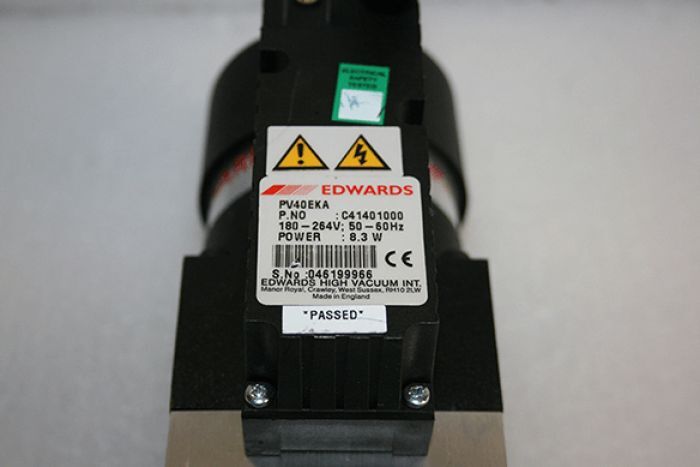 ELECTRICAL
SAFETY
TESTED
EDWARDS
PV40EKA
P.NO : C41401000
180-264V; 50-60Hz
POWER : 8.3 W
S.No :046199966
EDWARDS HIGH VACUUM INT.
Manor Royal, Crawley, West Sussex, RH10 2LW
Made in England
"PASSED"